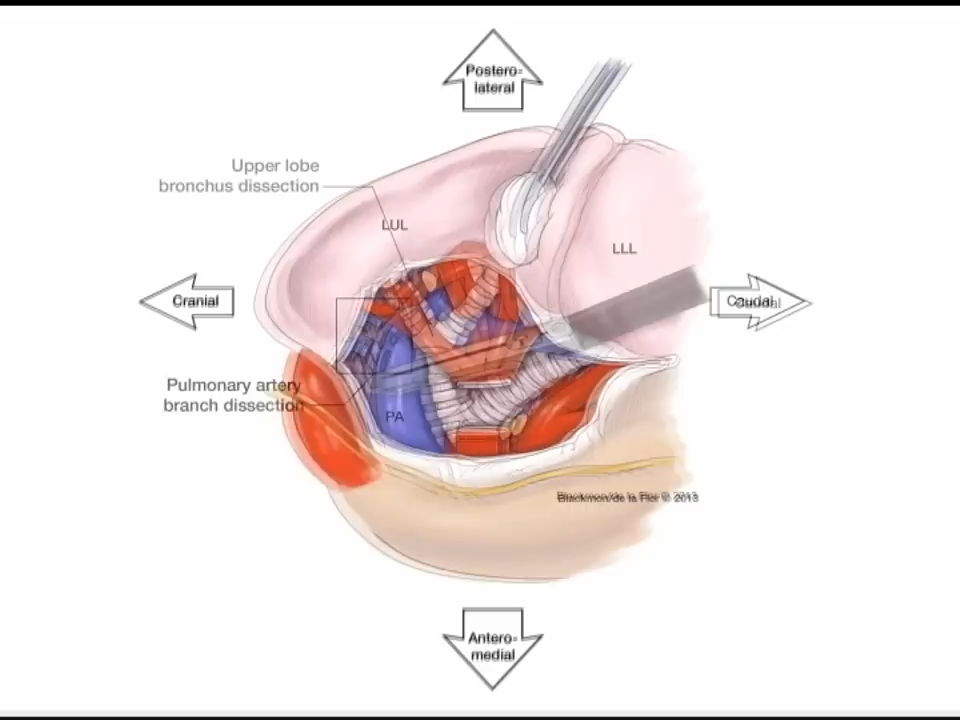 Postero-
lateral
Upper lobe
bronchus dissection
LUL
LLL
Cranial
Caudal
Pulmonary artery
branch dissection
PA
Blackmon/de la Flor © 2013
Antero-
medial